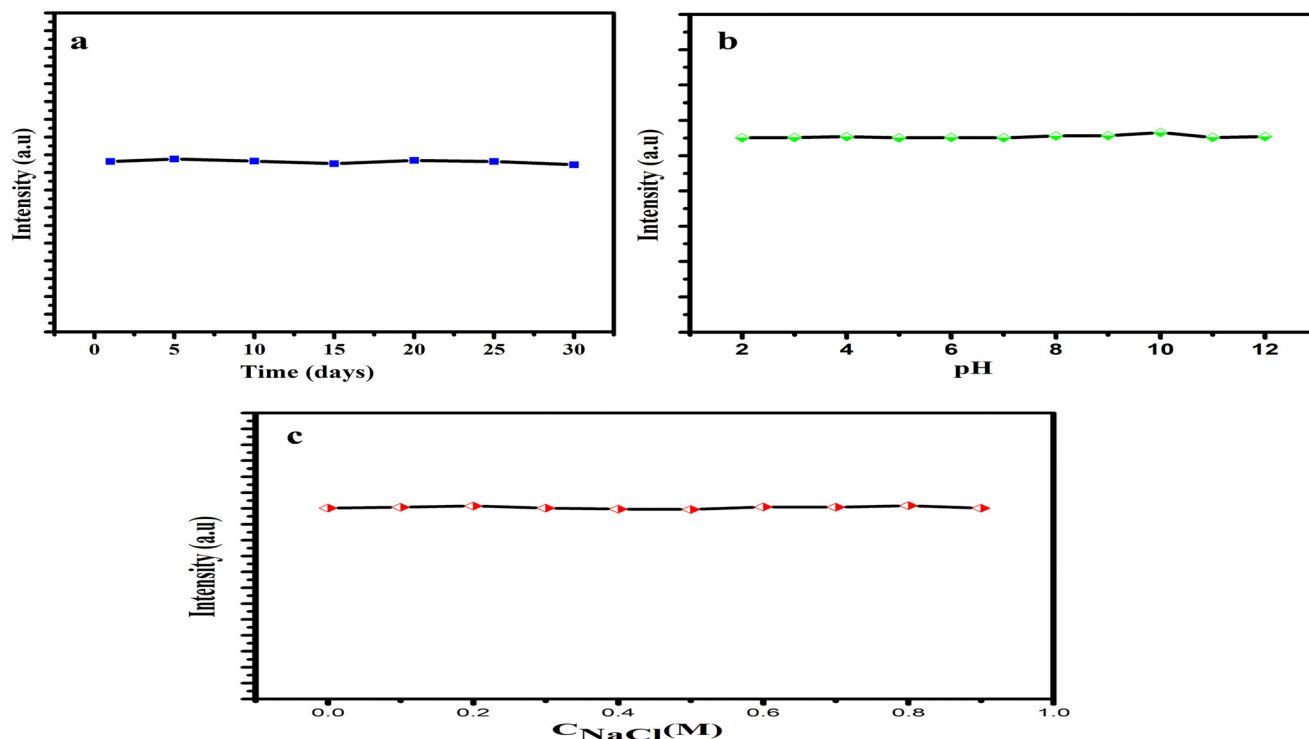 a
Intensity (a.u)
0 5 10 15 20 25 30
Time (days)
b
Intensity (a.u)
2 4 6 8 10 12
pH
c
Intensity (a.u)
0.0 0.2 0.4 0.6 0.8 1.0
CNaCl(M)